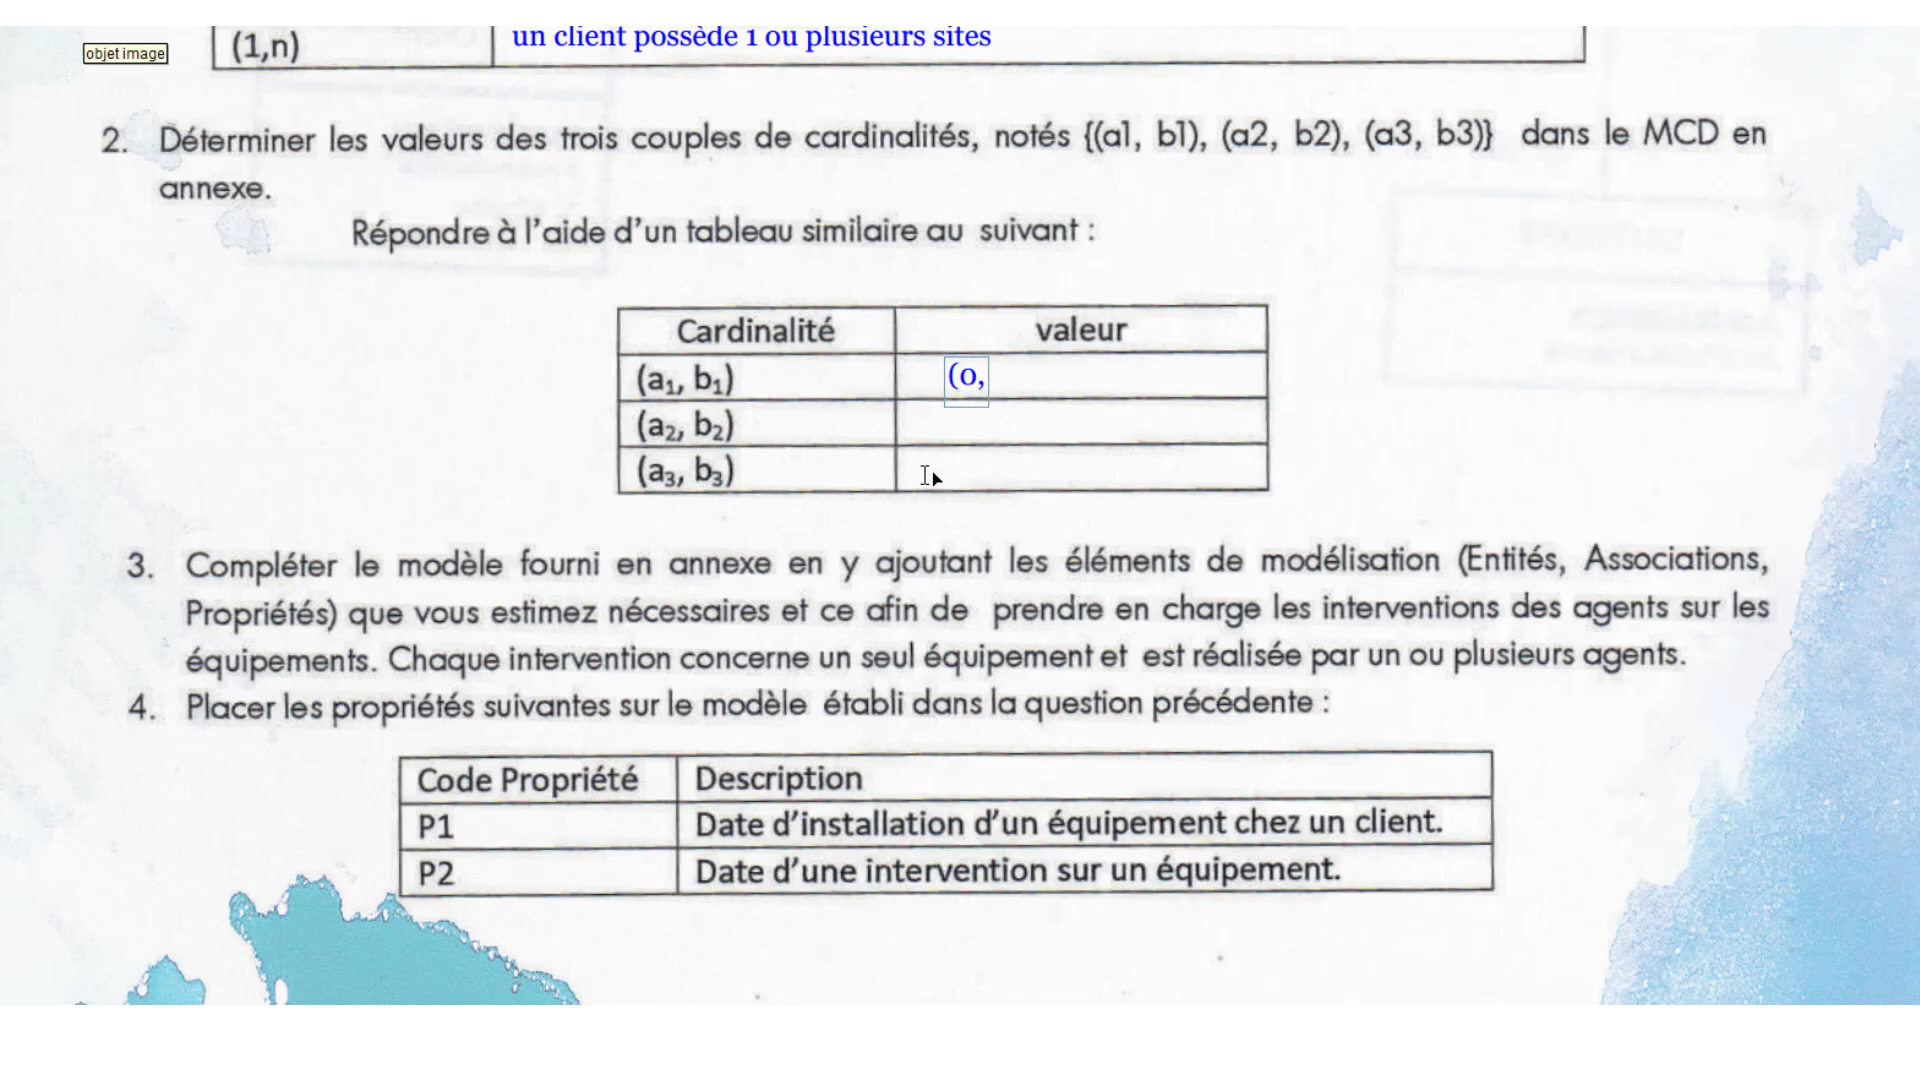 un client possède 1 ou plusieurs sites
objet image
(1,n)
2. Déterminer les valeurs des trois couples de cardinalités, notés {(a1, b1), (a2, b2), (a3, b3)} dans le MCD en
annexe.
Répondre à l'aide d'un tableau similaire au suivant :
Cardinalité valeur
(a₁, b₁) (0,
(a₂, b₂)
(a₃, b₃)
3. Compléter le modèle fourni en annexe en y ajoutant les éléments de modélisation (Entités, Associations,
Propriétés) que vous estimez nécessaires et ce afin de prendre en charge les interventions des agents sur les
équipements. Chaque intervention concerne un seul équipement et est réalisée par un ou plusieurs agents.
4. Placer les propriétés suivantes sur le modèle établi dans la question précédente :
Code Propriété Description
P1 Date d'installation d'un équipement chez un client.
P2 Date d'une intervention sur un équipement.